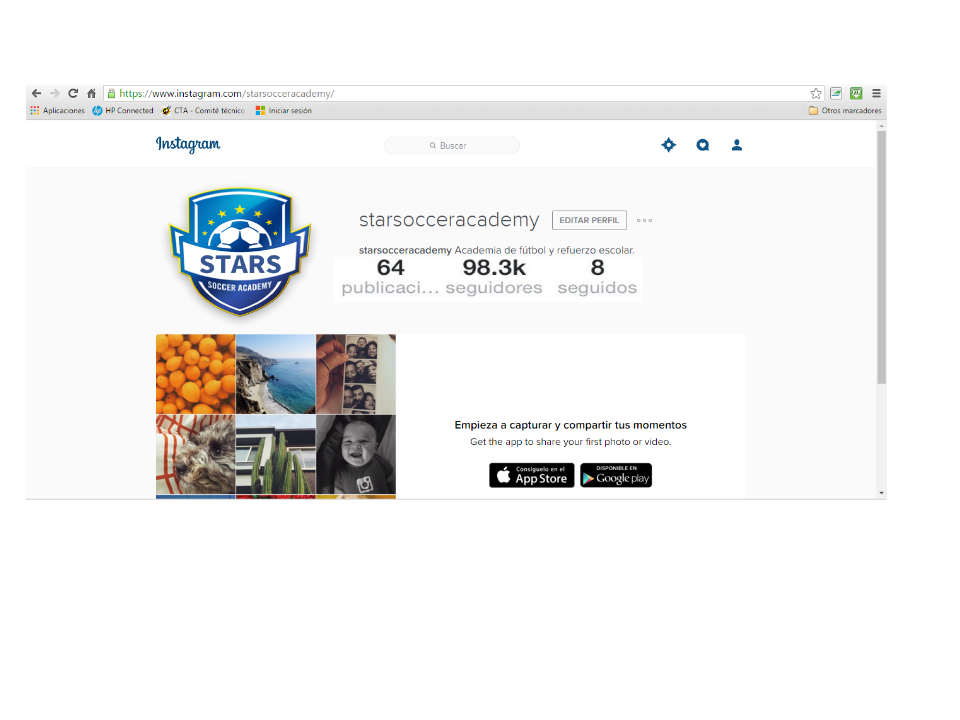 https://www.instagram.com/starsocceracademy/
Aplicaciones HP Connected CTA - Comité técnico Iniciar sesión Otros marcadores
Instagram Buscar
STARS
SOCCER ACADEMY
starsocceracademy EDITAR PERFIL
starsocceracademy Academia de fútbol y refuerzo escolar.
64 98.3k 8
publicaci... seguidores seguidos
Empieza a capturar y compartir tus momentos
Get the app to share your first photo or video.
Consíguelo en el
App Store
DISPONIBLE EN
Google play